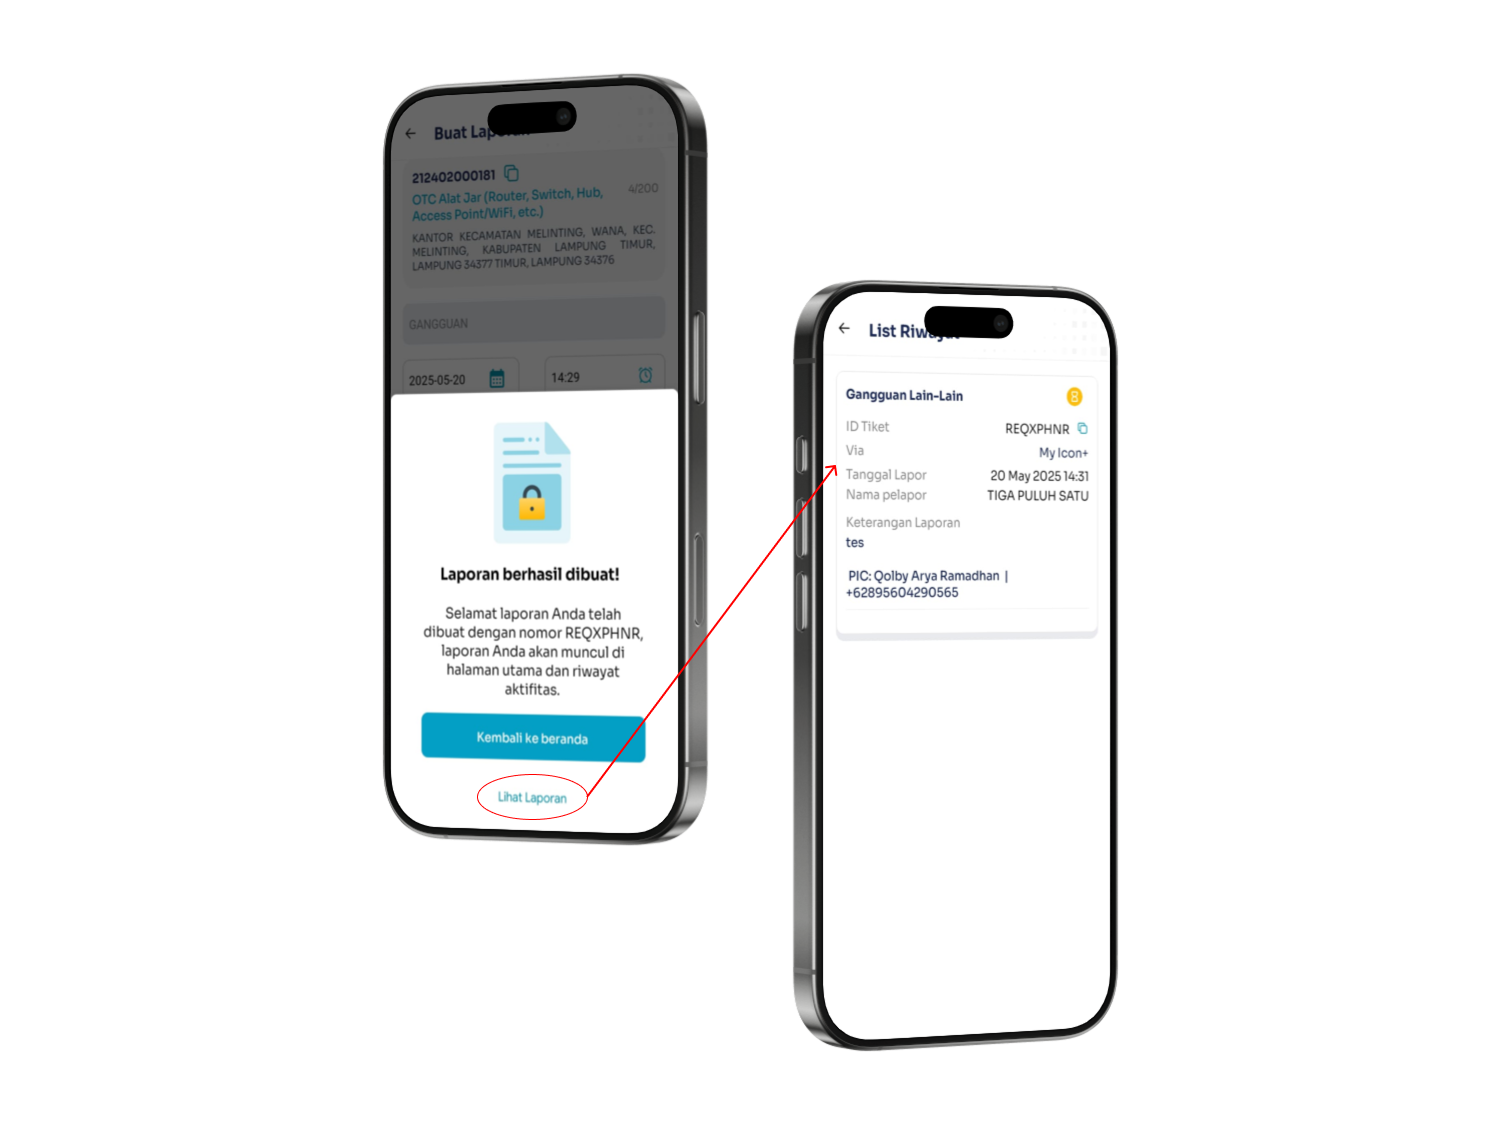 Buat Laporan
212402000181
4/200
OTC Alat Jar (Router, Switch, Hub,
Access Point/WiFi, etc.)
KANTOR KECAMATAN MELINTING, WANA, KEC.
MELINTING, KABUPATEN LAMPUNG TIMUR,
LAMPUNG 34377 TIMUR, LAMPUNG 34376
GANGGUAN
2025-05-20
14:29
Laporan berhasil dibuat!
Selamat laporan Anda telah
dibuat dengan nomor REQXPHNR,
laporan Anda akan muncul di
halaman utama dan riwayat
aktifitas.
Kembali ke beranda
Lihat Laporan
List Riwayat
Gangguan Lain-Lain
B
ID Tiket REQXPHNR
Via My Icon+
Tanggal Lapor 20 May 2025 14:31
Nama pelapor TIGA PULUH SATU
Keterangan Laporan
tes
PIC: Qolby Arya Ramadhan |
+62895604290565